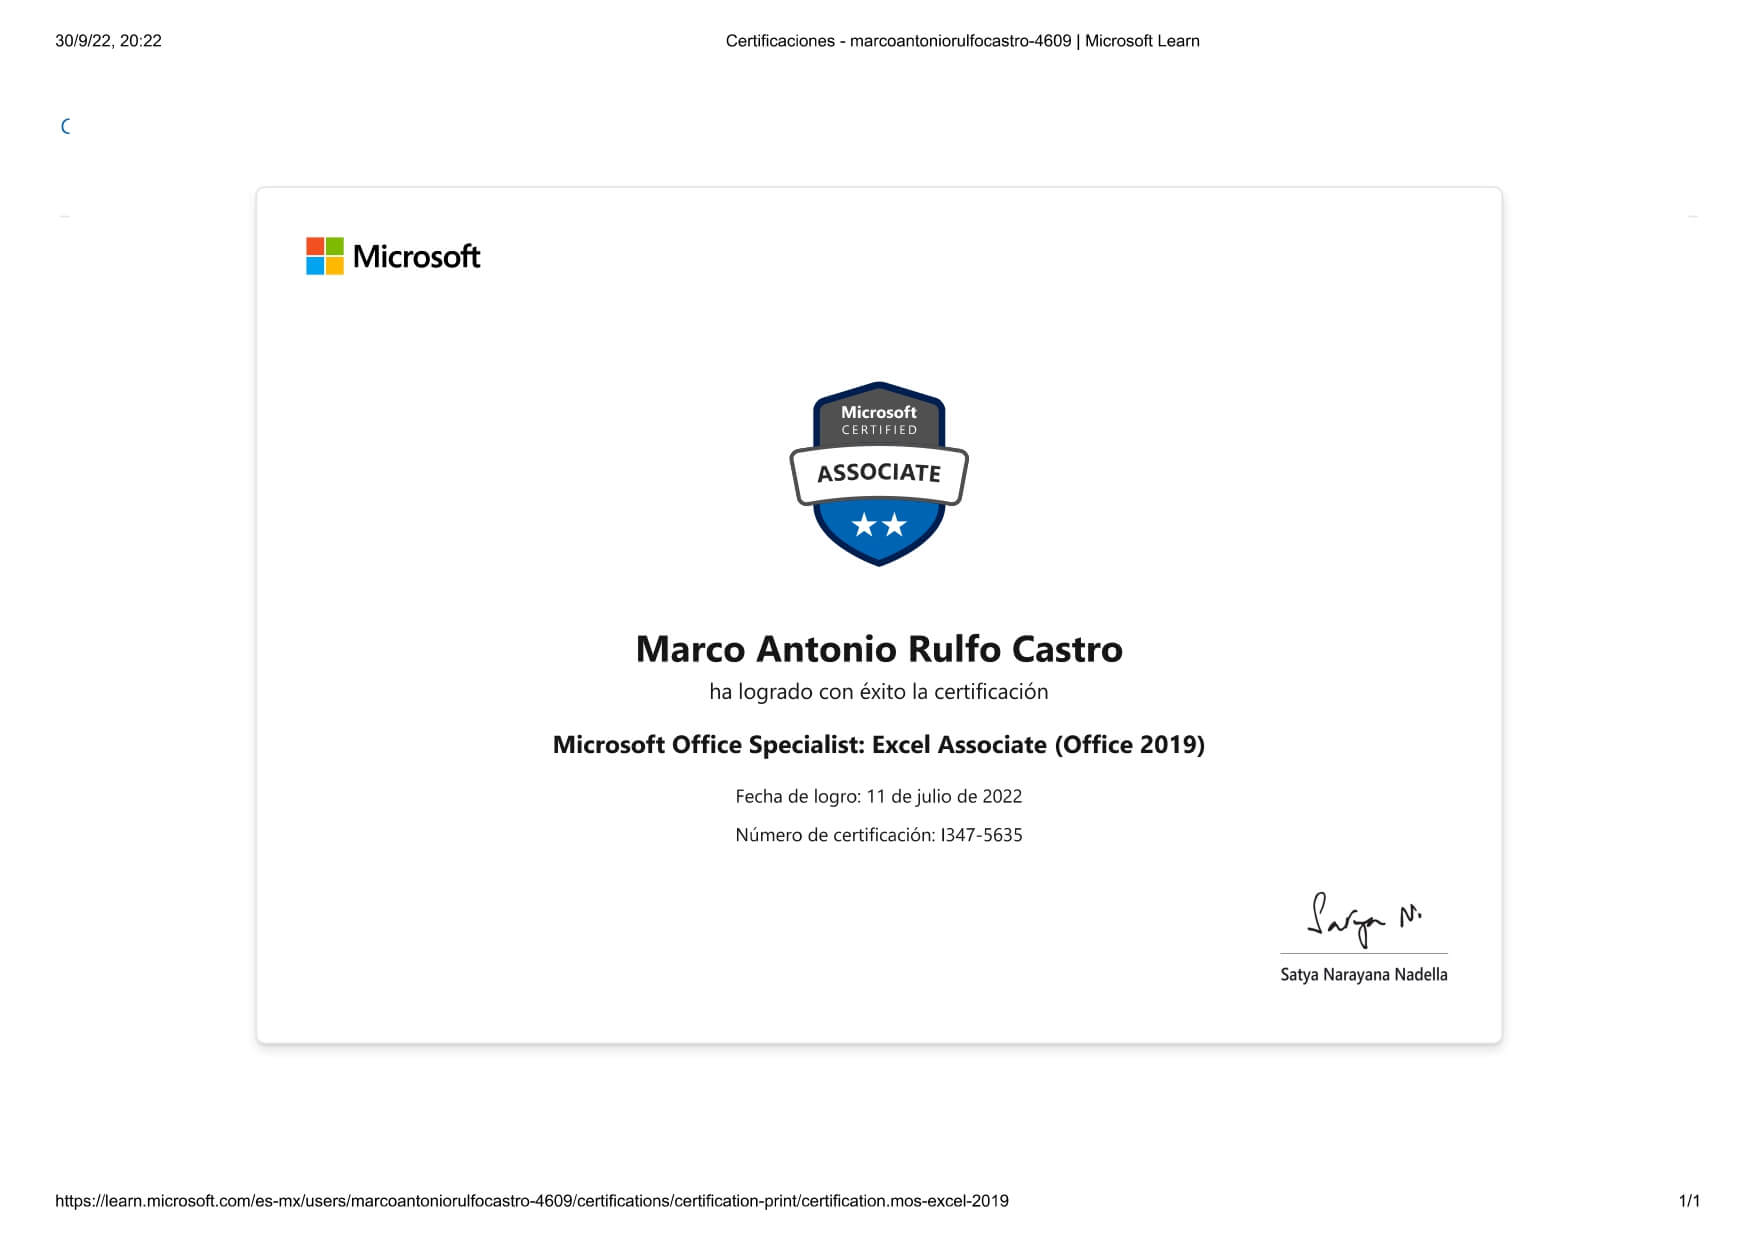 30/9/22, 20:22
Certificaciones - marcoantoniorulfocastro-4609 | Microsoft Learn
C
Microsoft
Microsoft
CERTIFIED
ASSOCIATE
Marco Antonio Rulfo Castro
ha logrado con éxito la certificación
Microsoft Office Specialist: Excel Associate (Office 2019)
Fecha de logro: 11 de julio de 2022
Número de certificación: I347-5635
Satya N.
Satya Narayana Nadella
https://learn.microsoft.com/es-mx/users/marcoantoniorulfocastro-4609/certifications/certification-print/certification.mos-excel-2019
1/1